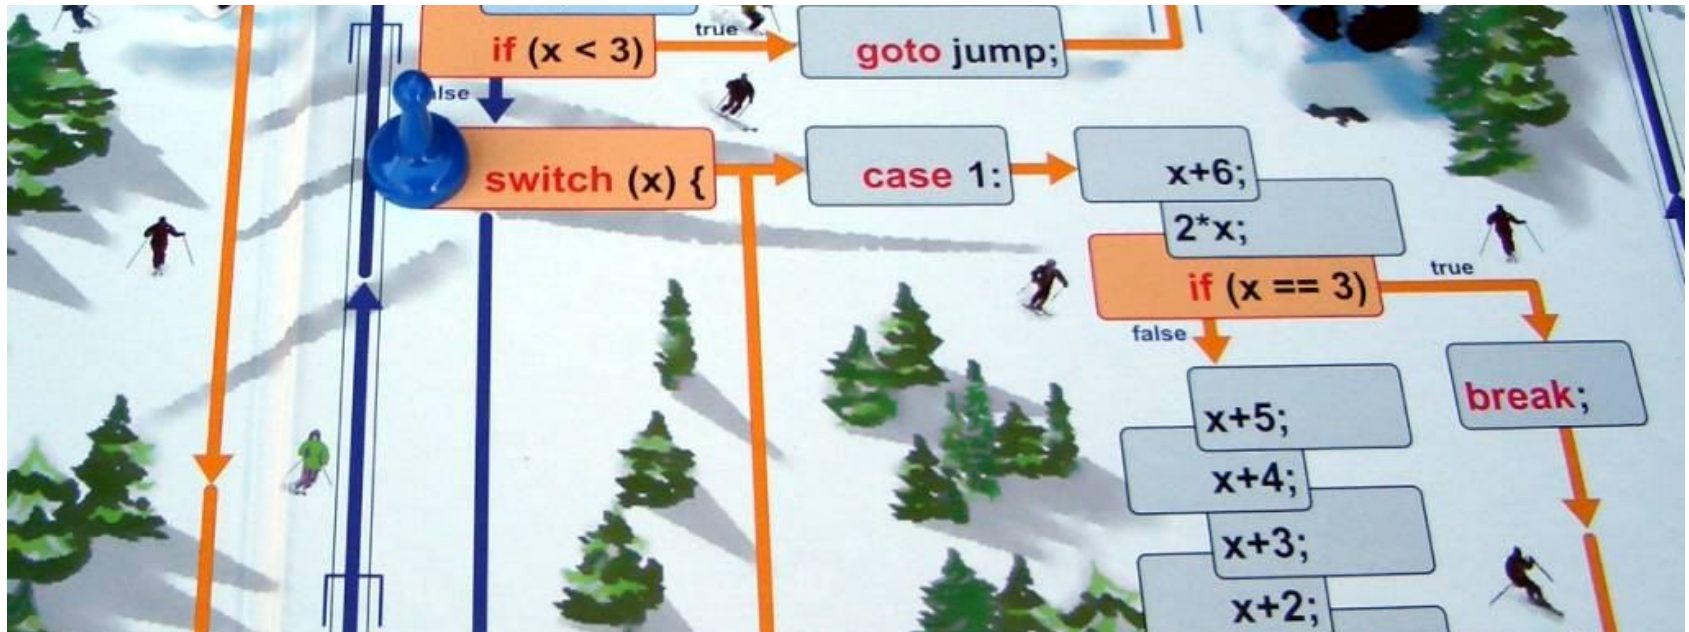 if (x < 3)
true
goto jump;
alse
switch (x) {
case 1:
x+6;
2*x;
if (x == 3)
true
false
break;
x+5;
x+4;
x+3;
x+2;